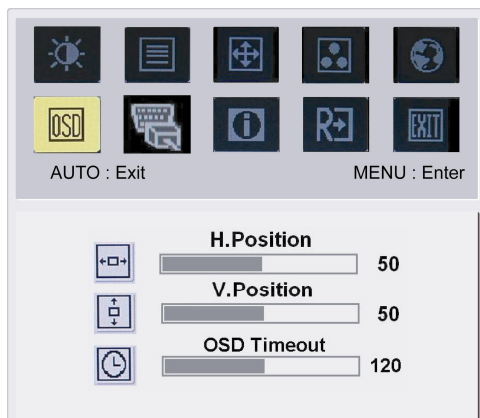 OSD
i
R
EXIT
AUTO : Exit MENU : Enter
H.Position
50
V.Position
50
OSD Timeout
120